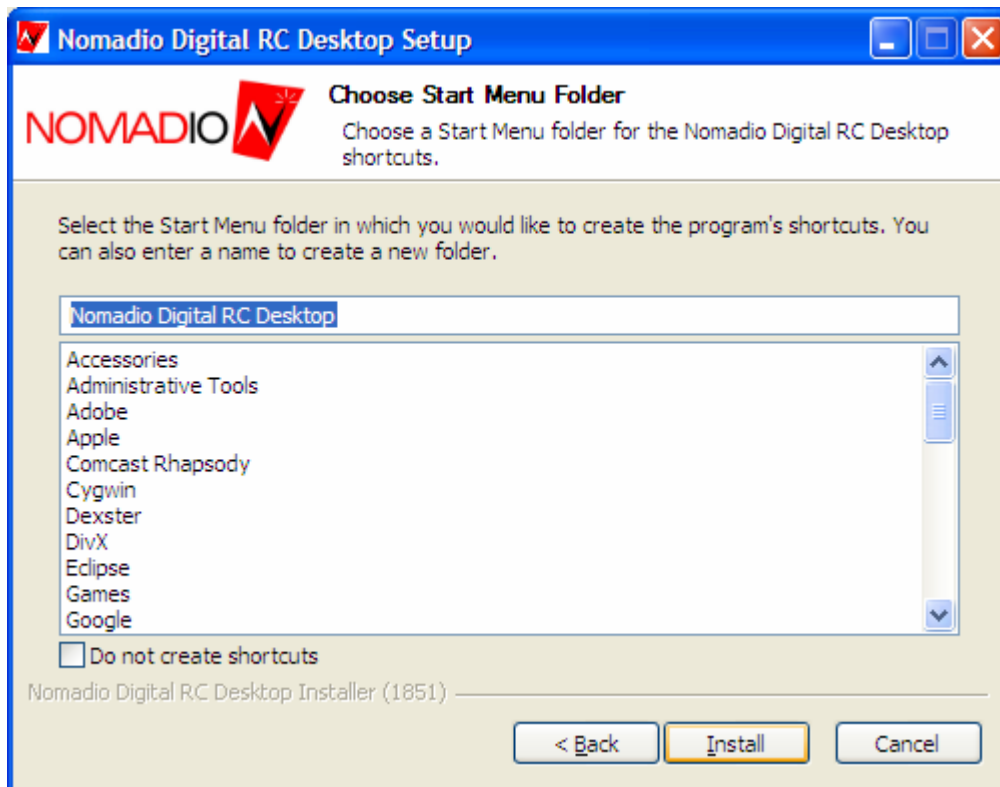 Nomadio Digital RC Desktop Setup
NOMADIO
Choose Start Menu Folder
Choose a Start Menu folder for the Nomadio Digital RC Desktop
shortcuts.
Select the Start Menu folder in which you would like to create the program's shortcuts. You
can also enter a name to create a new folder.
Nomadio Digital RC Desktop
Accessories
Administrative Tools
Adobe
Apple
Comcast Rhapsody
Cygwin
Dexster
DivX
Eclipse
Games
Google
Do not create shortcuts
Nomadio Digital RC Desktop Installer (1851)
< Back Install Cancel